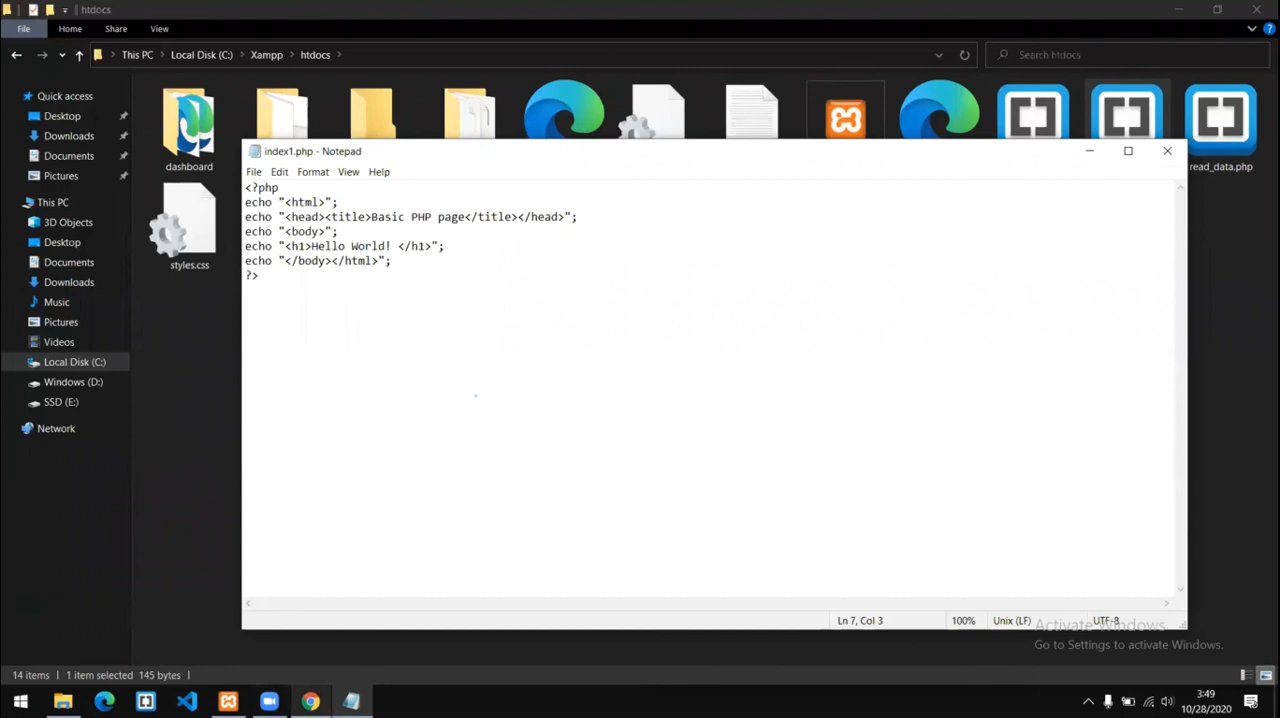 htdocs
File Home Share View
This PC Local Disk (C:) Xampp htdocs
Search htdocs
Quick access
Desktop
Downloads
Documents
Pictures
This PC
3D Objects
Desktop
Documents
Downloads
Music
Pictures
Videos
Local Disk (C:)
Windows (D:)
SSD (E:)
Network
dashboard
read_data.php
styles.css
index1.php - Notepad
File Edit Format View Help
<?php
echo "<html>";
echo "<head><title>Basic PHP page</title></head>";
echo "<body>";
echo "<h1>Hello World! </h1>";
echo "</body></html>";
?>
Ln 7, Col 3 100% Unix (LF) UTF-8
Activate Windows
Go to Settings to activate Windows.
14 items 1 item selected 145 bytes
3:49
10/28/2020